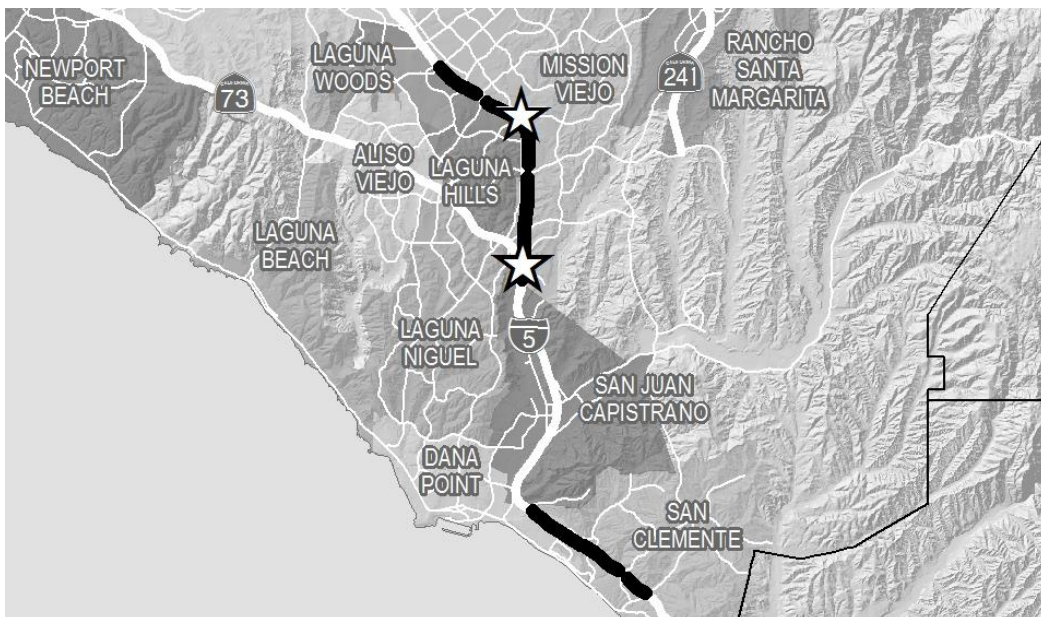 NEWPORT
BEACH
LAGUNA
WOODS
73
MISSION
VIEJO
241
RANCHO
SANTA
MARGARITA
ALISO
VIEJO
LAGUNA
HILLS
LAGUNA
BEACH
LAGUNA
NIGUEL
5
SAN JUAN
CAPISTRANO
DANA
POINT
SAN
CLEMENTE